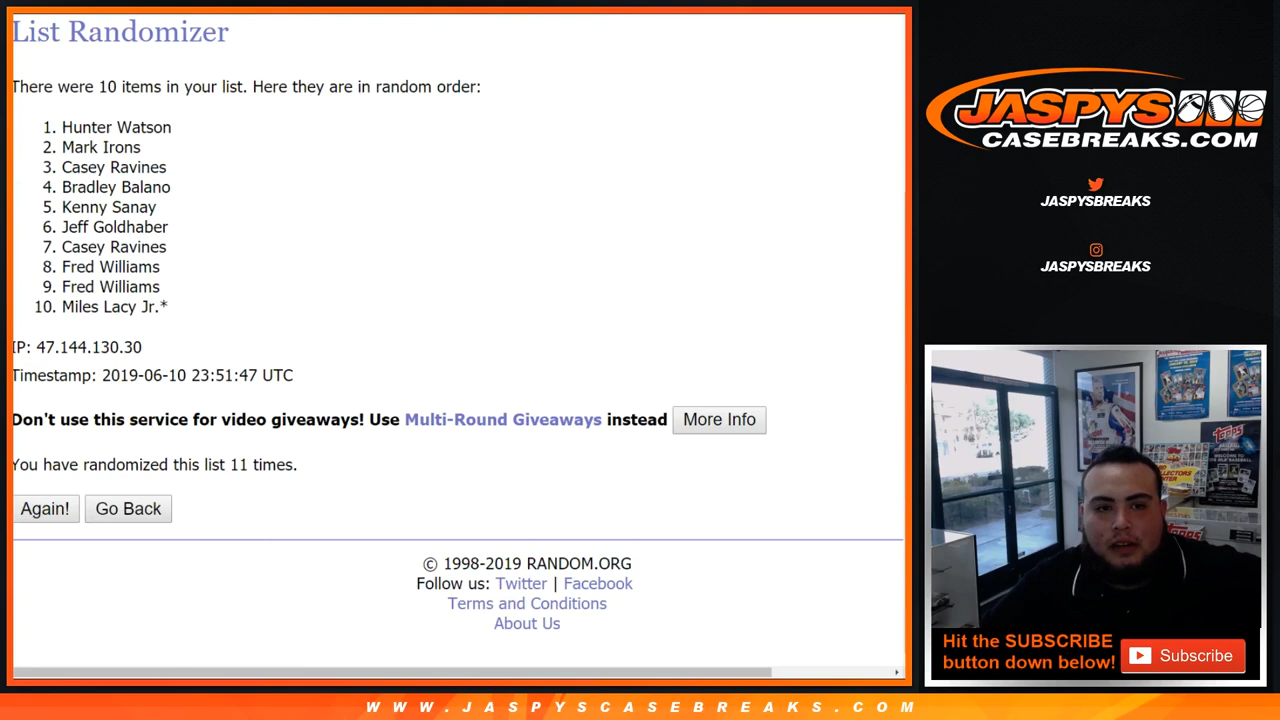 List Randomizer
There were 10 items in your list. Here they are in random order:
1. Hunter Watson
2. Mark Irons
3. Casey Ravines
4. Bradley Balano
5. Kenny Sanay
6. Jeff Goldhaber
7. Casey Ravines
8. Fred Williams
9. Fred Williams
10. Miles Lacy Jr.*
IP: 47.144.130.30
Timestamp: 2019-06-10 23:51:47 UTC
Don't use this service for video giveaways! Use Multi-Round Giveaways instead More Info
You have randomized this list 11 times.
Again! Go Back
© 1998-2019 RANDOM.ORG
Follow us: Twitter | Facebook
Terms and Conditions
About Us
JASPYS
CASEBREAKS.COM
JASPYSBREAKS
JASPYSBREAKS
topps
topps
Hit the SUBSCRIBE
button down below!
Subscribe
WWW.JASPYSCASEBREAKS.COM